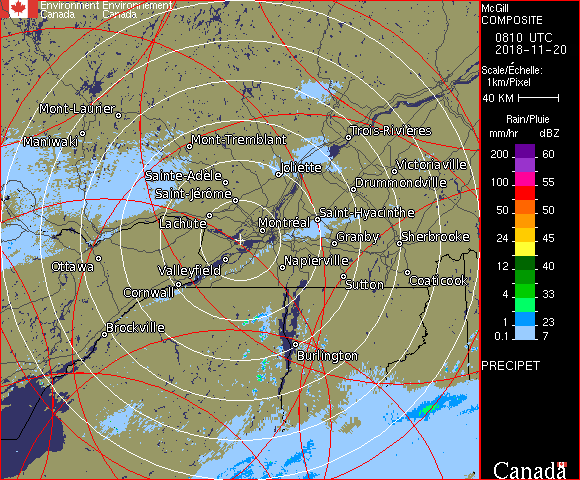 Environment Environnement
Canada Canada
McGill
COMPOSITE
0810 UTC
2018-11-20
Scale/Échelle:
1km/Pixel
40 KM
Rain/Pluie
mm/hr dBZ
200 60
150 55
100 55
50 50
24 45
12 40
4 33
1 23
0.1 7
PRECIPET
Canada
Mont-Laurier
Maniwaki
Mont-Tremblant
Trois-Rivières
Joliette
Victoriaville
Sainte-Adèle
Drummondville
Saint-Jérôme
Saint-Hyacinthe
Lachute
Montréal
Granby
Sherbrooke
Ottawa
Valleyfield
Napierville
Coaticook
Cornwall
Sutton
Brockville
Burlington